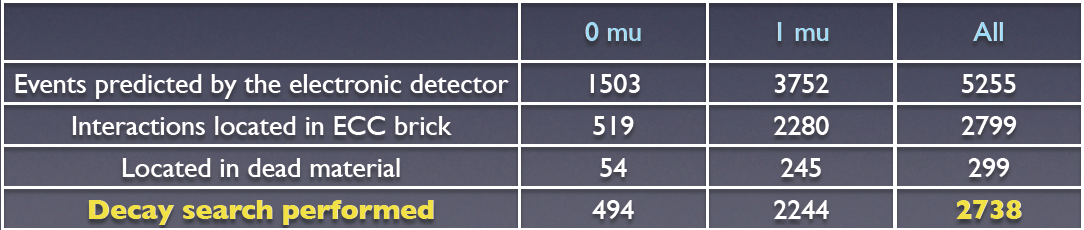 0 mu 1 mu All
Events predicted by the electronic detector 1503 3752 5255
Interactions located in ECC brick 519 2280 2799
Located in dead material 54 245 299
Decay search performed 494 2244 2738